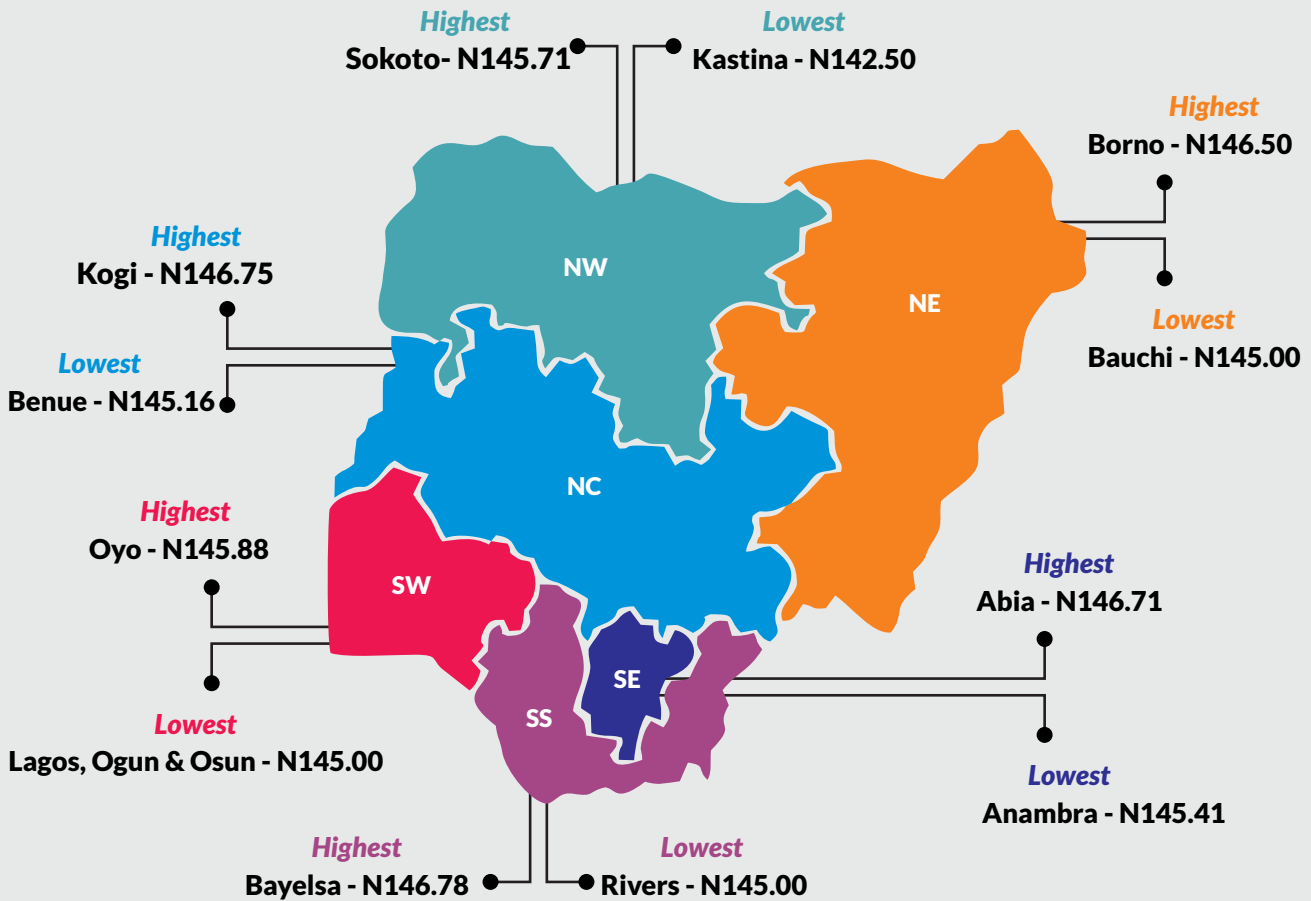 Highest
Sokoto- N145.71
Lowest
Kastina - N142.50
Highest
Borno - N146.50
Highest
Kogi - N146.75
NW
NE
Lowest
Bauchi - N145.00
Lowest
Benue - N145.16
NC
Highest
Oyo - N145.88
SW
Highest
Abia - N146.71
SE
SS
Lowest
Lagos, Ogun & Osun - N145.00
Lowest
Anambra - N145.41
Highest
Bayelsa - N146.78
Lowest
Rivers - N145.00